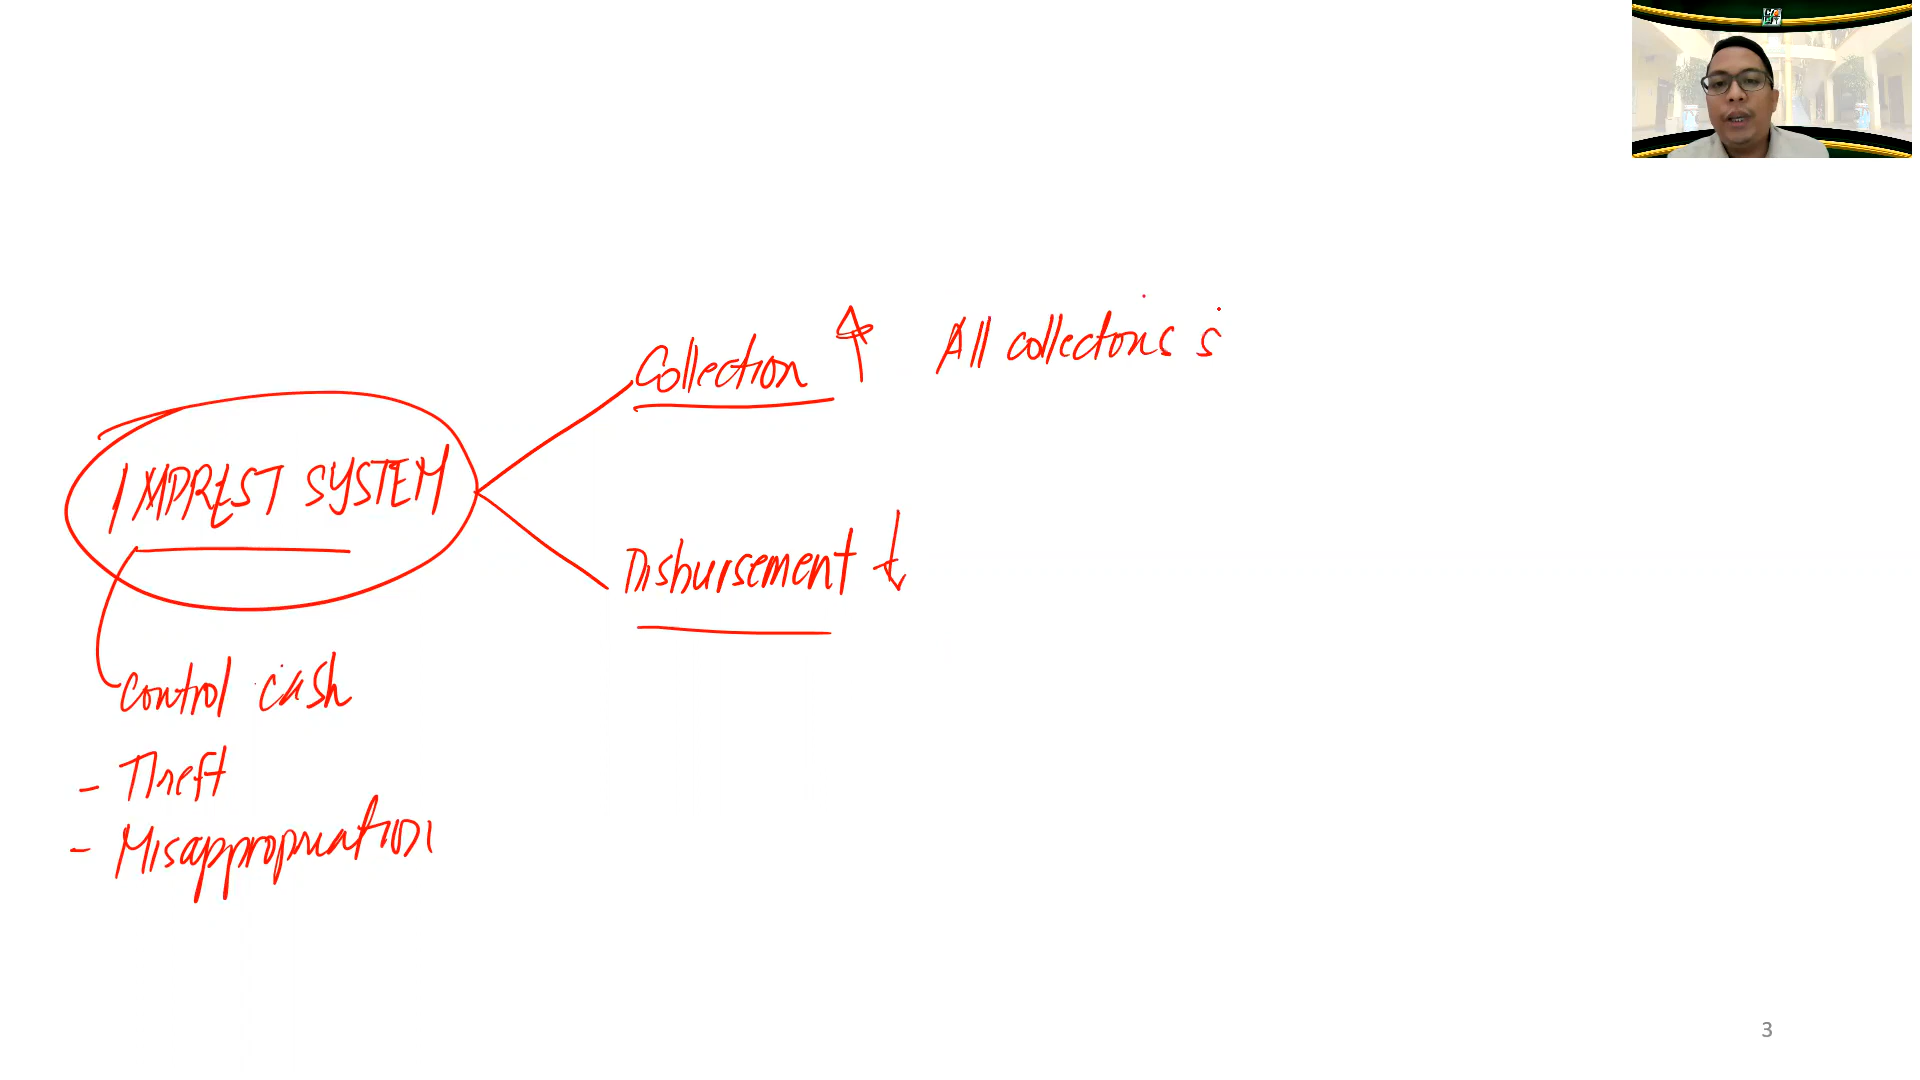 Collection
All collections s
IMPREST SYSTEM
Disbursement
Control cash
- Theft
- Misappropriation
3